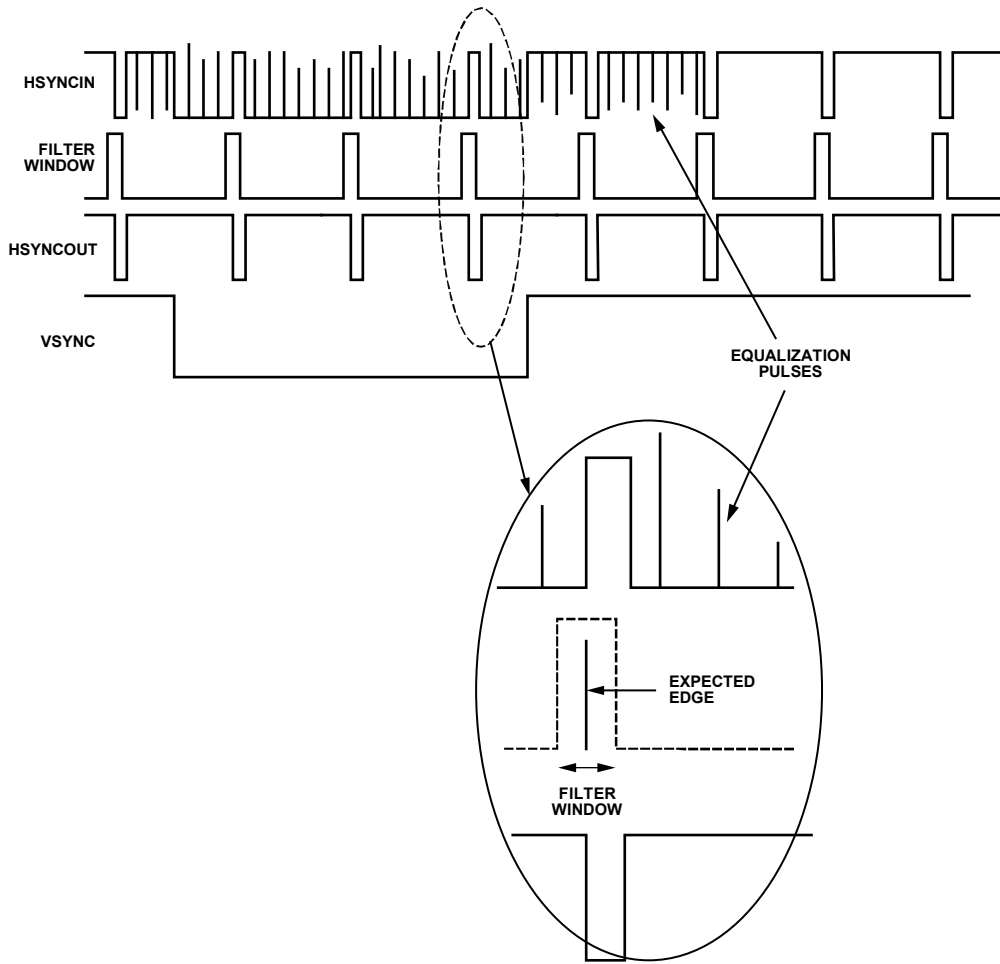 HSYNCIN
FILTER
WINDOW
HSYNCOUT
VSYNC
EQUALIZATION
PULSES
EXPECTED
EDGE
FILTER
WINDOW